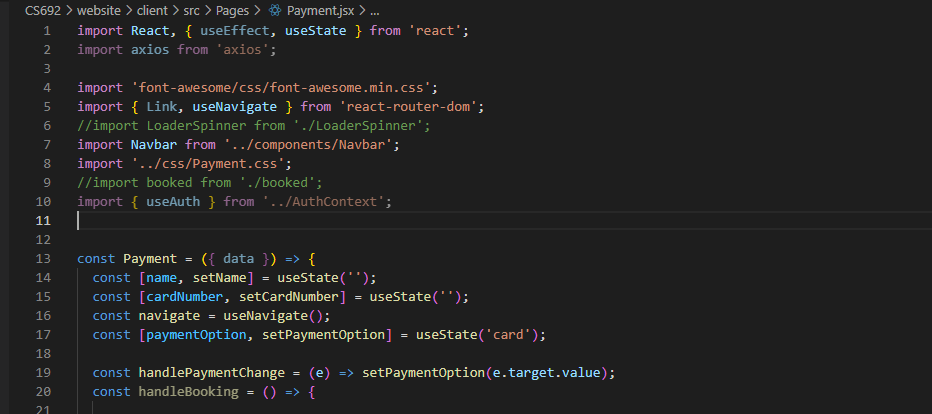 CS692 > website > client > src > Pages > Payment.jsx > ...
1 import React, { useEffect, useState } from 'react';
2 import axios from 'axios';
3
4 import 'font-awesome/css/font-awesome.min.css';
5 import { Link, useNavigate } from 'react-router-dom';
6 //import LoaderSpinner from './LoaderSpinner';
7 import Navbar from '../components/Navbar';
8 import '../css/Payment.css';
9 //import booked from './booked';
10 import { useAuth } from '../AuthContext';
11
12
13 const Payment = ({ data }) => {
14 const [name, setName] = useState('');
15 const [cardNumber, setCardNumber] = useState('');
16 const navigate = useNavigate();
17 const [paymentOption, setPaymentOption] = useState('card');
18
19 const handlePaymentChange = (e) => setPaymentOption(e.target.value);
20 const handleBooking = () => {
21